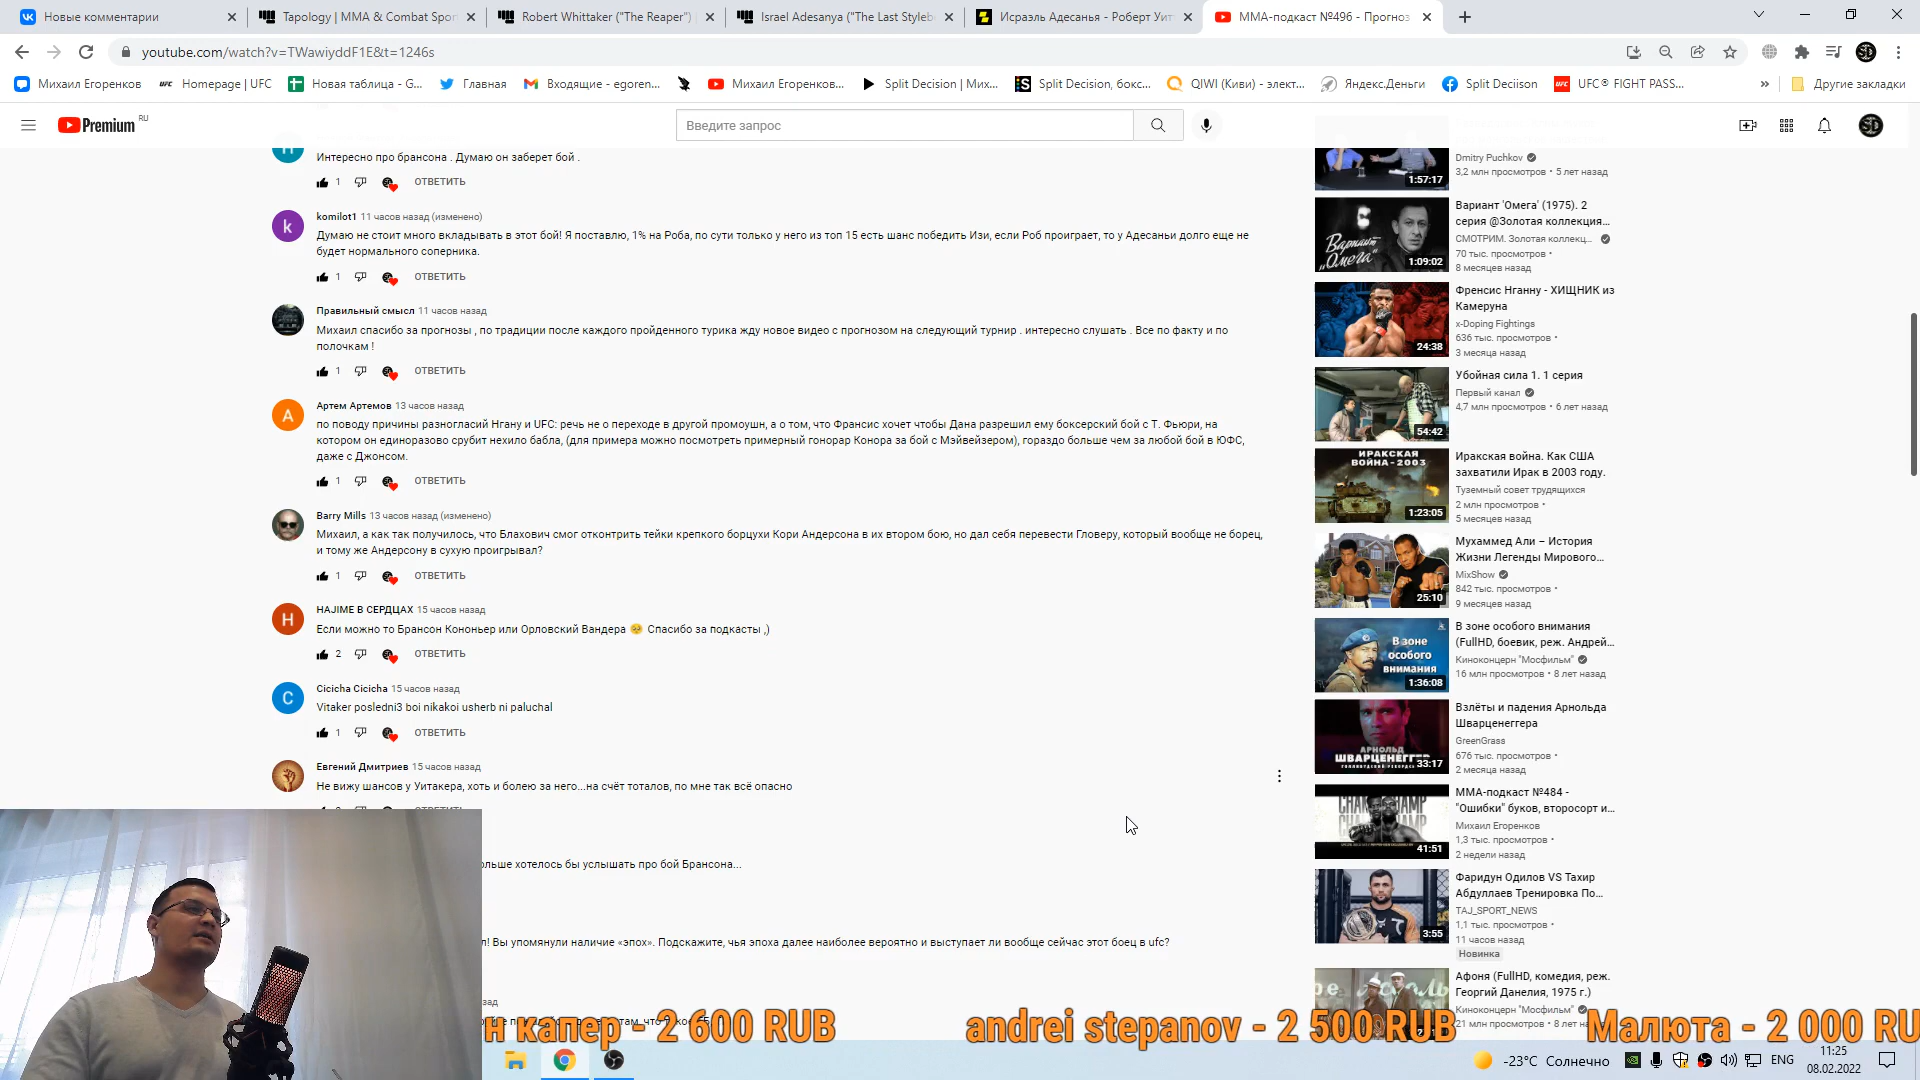 Новые комментарии
Tapology | MMA & Combat Spor
Robert Whittaker ("The Reaper") |
Israel Adesanya ("The Last Styleb
Исраэль Адесанья - Роберт Уит
ММА-подкаст №496 - Прогноз
youtube.com/watch?v=TWawiyddF1E&t=1246s
Михаил Егоренков
Homepage | UFC
Новая таблица - G...
Главная
Входящие - egoren...
Михаил Егоренков...
Split Decision | Мих...
Split Decision, бокс...
QIWI (Киви) - элект...
Яндекс.Деньги
Split Deciison
UFC® FIGHT PASS...
Другие закладки
Premium RU
Введите запрос
Интересно про брансона . Думаю он заберет бой .
1 ОТВЕТИТЬ
komilot1 11 часов назад (изменено)
Думаю не стоит много вкладывать в этот бой! Я поставлю, 1% на Роба, по сути только у него из топ 15 есть шанс победить Изи, если Роб проиграет, то у Адесаньи долго еще не
будет нормального соперника.
1 ОТВЕТИТЬ
Правильный смысл 11 часов назад
Михаил спасибо за прогнозы , по традиции после каждого пройденного турика жду новое видео с прогнозом на следующий турнир . интересно слушать . Все по факту и по
полочкам !
1 ОТВЕТИТЬ
Артем Артемов 13 часов назад
по поводу причины разногласий Нгану и UFC: речь не о переходе в другой промоушн, а о том, что Франсис хочет чтобы Дана разрешил ему боксерский бой с Т. Фьюри, на
котором он единоразово срубит нехило бабла, (для примера можно посмотреть примерный гонорар Конора за бой с Мэйвейзером), гораздо больше чем за любой бой в ЮФС,
даже с Джонсом.
1 ОТВЕТИТЬ
Barry Mills 13 часов назад (изменено)
Михаил, а как так получилось, что Блахович смог отконтрить тейки крепкого борцухи Кори Андерсона в их втором бою, но дал себя перевести Гловеру, который вообще не борец,
и тому же Андерсону в сухую проигрывал?
1 ОТВЕТИТЬ
HAJIME В СЕРДЦАХ 15 часов назад
Если можно то Брансон Кононьер или Орловский Вандера 🥺 Спасибо за подкасты ,)
2 ОТВЕТИТЬ
Cicicha Cicicha 15 часов назад
Vitaker posledni3 boi nikakoi usherb ni paluchal
1 ОТВЕТИТЬ
Евгений Дмитриев 15 часов назад
Не вижу шансов у Уитакера, хоть и болею за него...на счёт тоталов, по мне так всё опасно
ольше хотелось бы услышать про бой Брансона...
л! Вы упомянули наличие «эпох». Подскажите, чья эпоха далее наиболее вероятно и выступает ли вообще сейчас этот боец в ufc?
зад
Dmitry Puchkov
3,2 млн просмотров • 5 лет назад
1:57:17
Вариант 'Омега' (1975). 2
серия @Золотая коллекция...
СМОТРИМ. Золотая коллекц...
70 тыс. просмотров •
8 месяцев назад
Вариант „Омега"
1:09:02
Френсис Нганну - ХИЩНИК из
Камеруна
x-Doping Fightings
636 тыс. просмотров •
3 месяца назад
24:38
Убойная сила 1. 1 серия
Первый канал
4,7 млн просмотров • 6 лет назад
54:42
ИРАКСКАЯ
ВОЙНА-2003
Иракская война. Как США
захватили Ирак в 2003 году.
Туземный совет трудящихся
2 млн просмотров •
5 месяцев назад
1:23:05
Мухаммед Али – История
Жизни Легенды Мирового...
MixShow
842 тыс. просмотров •
9 месяцев назад
25:10
В зоне особого внимания
(FullHD, боевик, реж. Андрей...
Киноконцерн "Мосфильм"
16 млн просмотров • 8 лет назад
В зоне
особого
внимания
1:36:08
Взлёты и падения Арнольда
Шварценеггера
GreenGrass
676 тыс. просмотров •
2 месяца назад
АРНОЛЬД
ШВАРЦЕНЕГГЕР
33:17
ММА-подкаст №484 -
"Ошибки" буков, второсорт и...
Михаил Егоренков
1,3 тыс. просмотров •
2 недели назад
41:51
Фаридун Одилов VS Тахир
Абдуллаев Тренировка По...
TAJ_SPORT_NEWS
1,1 тыс. просмотров •
11 часов назад
Новинка
3:55
Афоня (FullHD, комедия, реж.
Георгий Данелия, 1975 г.)
Киноконцерн "Мосфильм"
21 млн просмотров • 8 лет
н капер - 2 600 RUB
andrei stepanov - 2 500 RUB
Малюта - 2 000 RU
-23°C Солнечно
ENG
11:25
08.02.2022